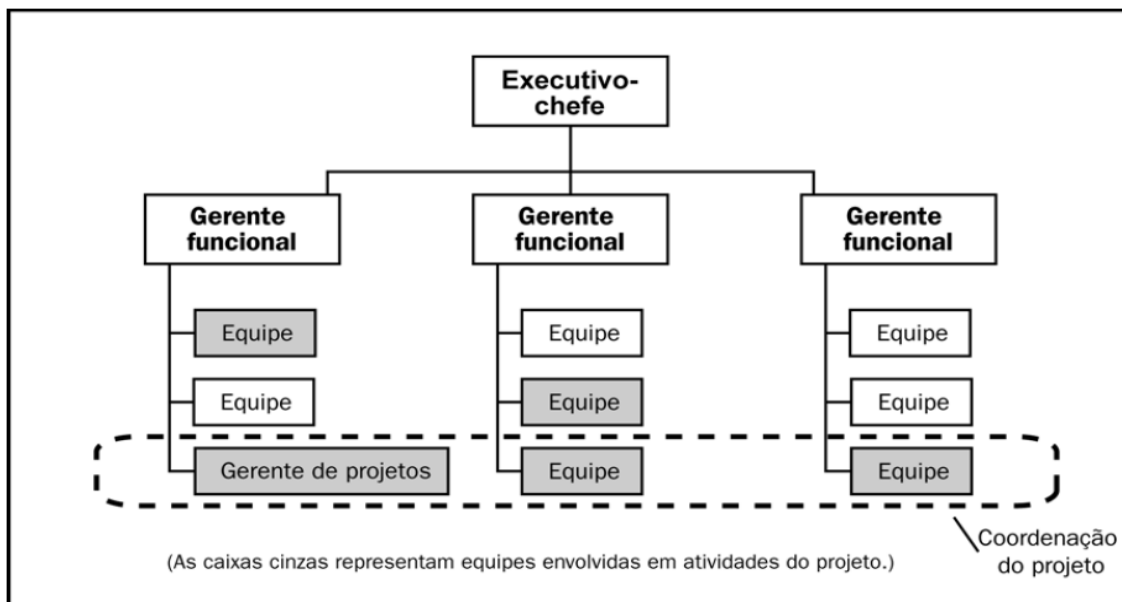 Executivo-
chefe
Gerente
funcional
Gerente
funcional
Gerente
funcional
Equipe
Equipe
Equipe
Equipe
Equipe
Equipe
Gerente de projetos
Equipe
Equipe
(As caixas cinzas representam equipes envolvidas em atividades do projeto.)
Coordenação
do projeto